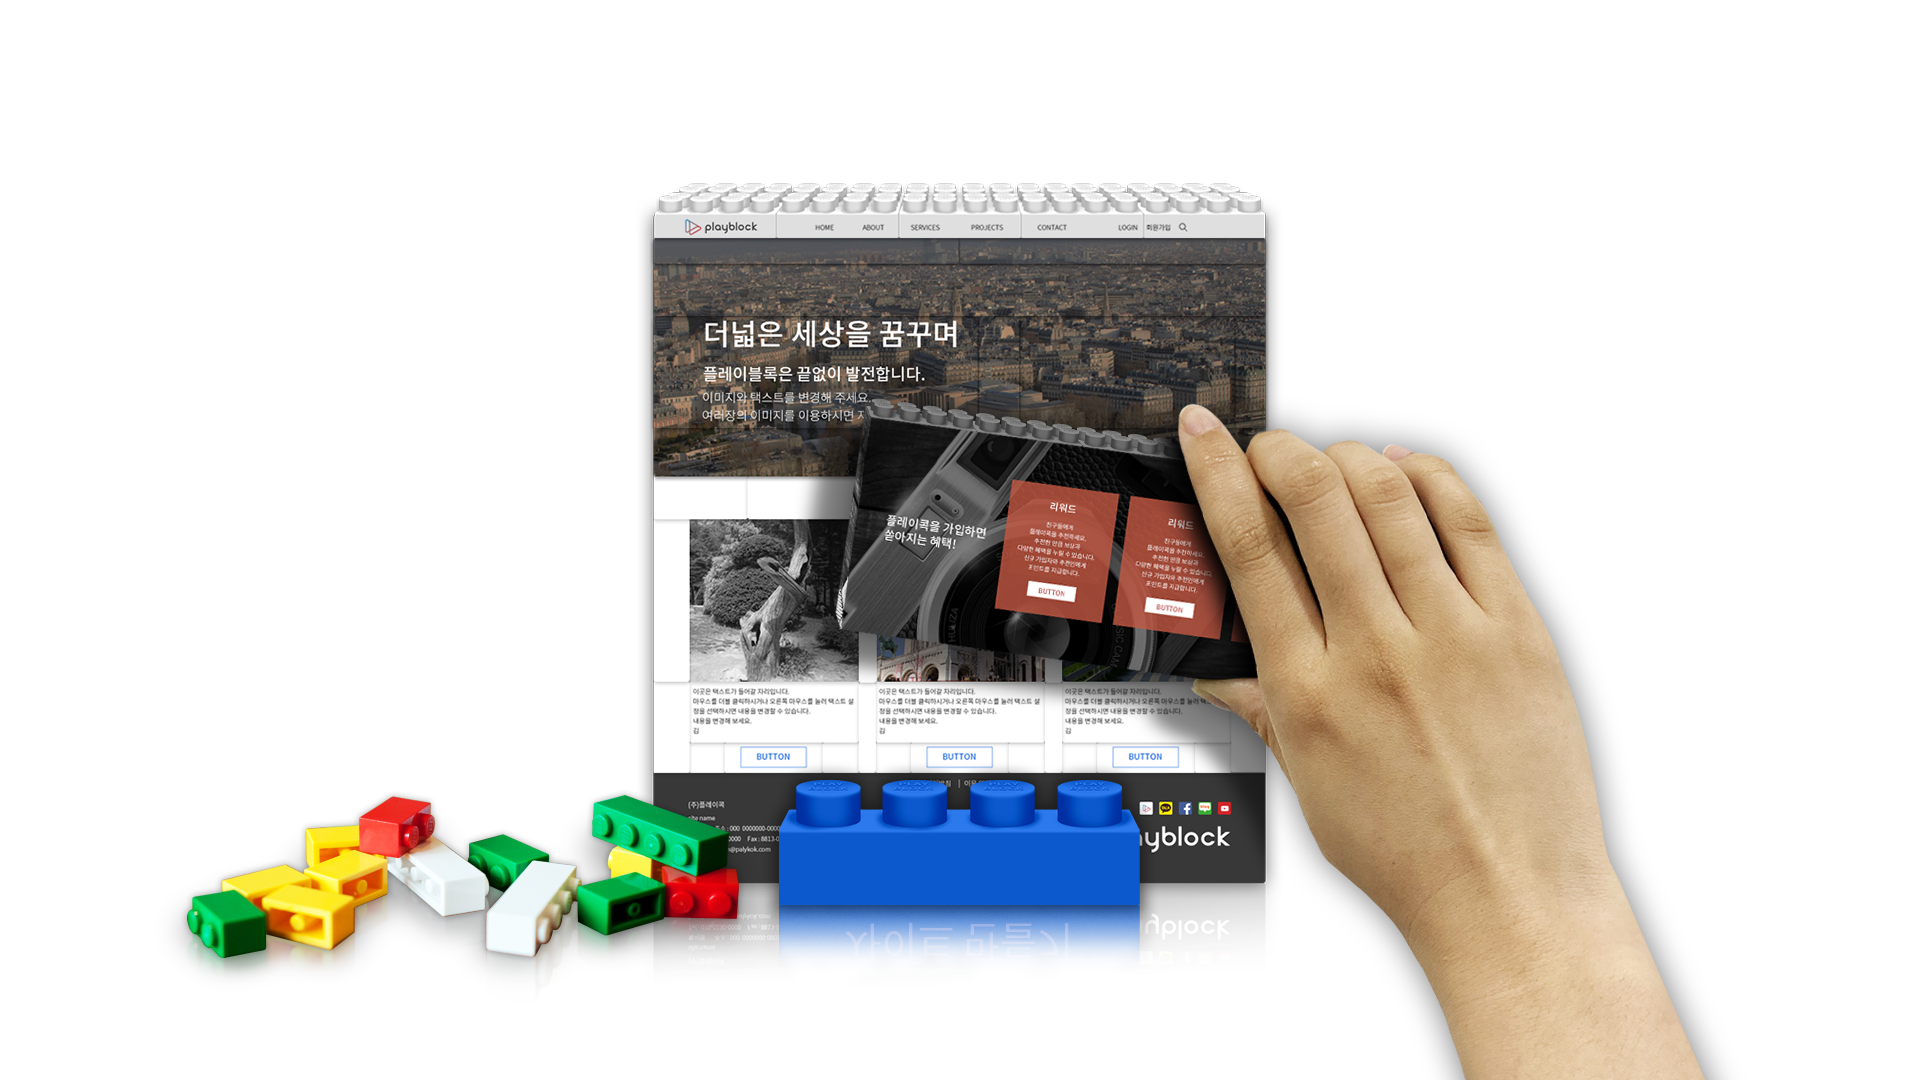 playblock
HOME ABOUT SERVICES PROJECTS CONTACT LOGIN 회원가입
더넓은 세상을 꿈꾸며
플레이블록은 끝없이 발전합니다.
이미지와 택스트를 변경해 주세요.
여러장의 이미지를 이용하시면
플레이콕을 가입하면
쏟아지는 혜택!
리워드
친구들에게
플레이콕을 추천하세요.
추천한 만큼 보상과
다양한 혜택을 누릴 수 있습니다.
신규 가입자와 추천인에게
포인트를 지급합니다.
BUTTON
리워드
친구들에게
플레이콕을 추천하세요.
추천한 만큼 보상과
다양한 혜택을 누릴 수 있습니다.
신규 가입자와 추천인에게
포인트를 지급합니다.
BUTTON
이곳은 택스트가 들어갈 자리입니다.
마우스를 더블 클릭하시거나 오른쪽 마우스를 눌러 택스트 설
정을 선택하시면 내용을 변경할 수 있습니다.
내용을 변경해 보세요.
김
BUTTON
이곳은 택스트가 들어갈 자리입니다.
마우스를 더블 클릭하시거나 오른쪽 마우스를 눌러 택스트 설
정을 선택하시면 내용을 변경할 수 있습니다.
내용을 변경해 보세요.
김
BUTTON
이곳은 택스트가 들어갈 자리입니다.
마우스를 더블 클릭하시거나 오른쪽 마우스를 눌러 택스트
정을 선택하시면 내용을 변경할 수 있습니다.
내용을 변경해 보세요.
김
BUTTON
(주)플레이콕
site name
: 000 0000000-0000
0000 Fax : 8813-0
@palykok.com
yblock
사이트 만들기